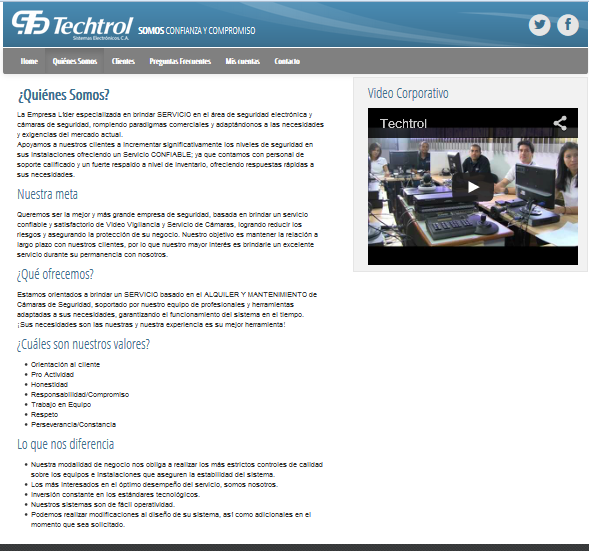 Techtrol
Sistemas Electrónicos, C.A.
SOMOS CONFIANZA Y COMPROMISO
Home Quiénes Somos? Clientes Preguntas Frecuentes Mis cuentas Contacto
¿Quiénes Somos?
La Empresa Líder especializada en brindar SERVICIO en el área de seguridad electrónica y
cámaras de seguridad, rompiendo paradigmas comerciales y adaptándonos a las necesidades
y exigencias del mercado actual.
Apoyamos a nuestros clientes a incrementar significativamente los niveles de seguridad en
sus instalaciones ofreciendo un Servicio CONFIABLE; ya que contamos con personal de
soporte calificado y un fuerte respaldo a nivel de inventario, ofreciendo respuestas rápidas a
sus necesidades.
Nuestra meta
Queremos ser la mejor y más grande empresa de seguridad, basada en brindar un servicio
confiable y satisfactorio de Video Vigilancia y Servicio de Cámaras, logrando reducir los
riesgos y asegurando la protección de su negocio. Nuestro objetivo es mantener la relación a
largo plazo con nuestros clientes, por lo que nuestro mayor interés es brindarle un excelente
servicio durante su permanencia con nosotros.
¿Qué ofrecemos?
Estamos orientados a brindar un SERVICIO basado en el ALQUILER Y MANTENIMIENTO de
Cámaras de Seguridad, soportado por nuestro equipo de profesionales y herramientas
adaptadas a sus necesidades, garantizando el funcionamiento del sistema en el tiempo.
¡Sus necesidades son las nuestras y nuestra experiencia es su mejor herramienta!
¿Cuáles son nuestros valores?
Orientación al cliente
Pro Actividad
Honestidad
Responsabilidad/Compromiso
Trabajo en Equipo
Respeto
Perseverancia/Constancia
Lo que nos diferencia
Nuestra modalidad de negocio nos obliga a realizar los más estrictos controles de calidad
sobre los equipos e instalaciones que aseguren la estabilidad del sistema.
Los más interesados en el óptimo desempeño del servicio, somos nosotros.
Inversión constante en los estándares tecnológicos.
Nuestros sistemas son de fácil operatividad.
Podemos realizar modificaciones al diseño de su sistema, así como adicionales en el
momento que sea solicitado.
Video Corporativo
Techtrol